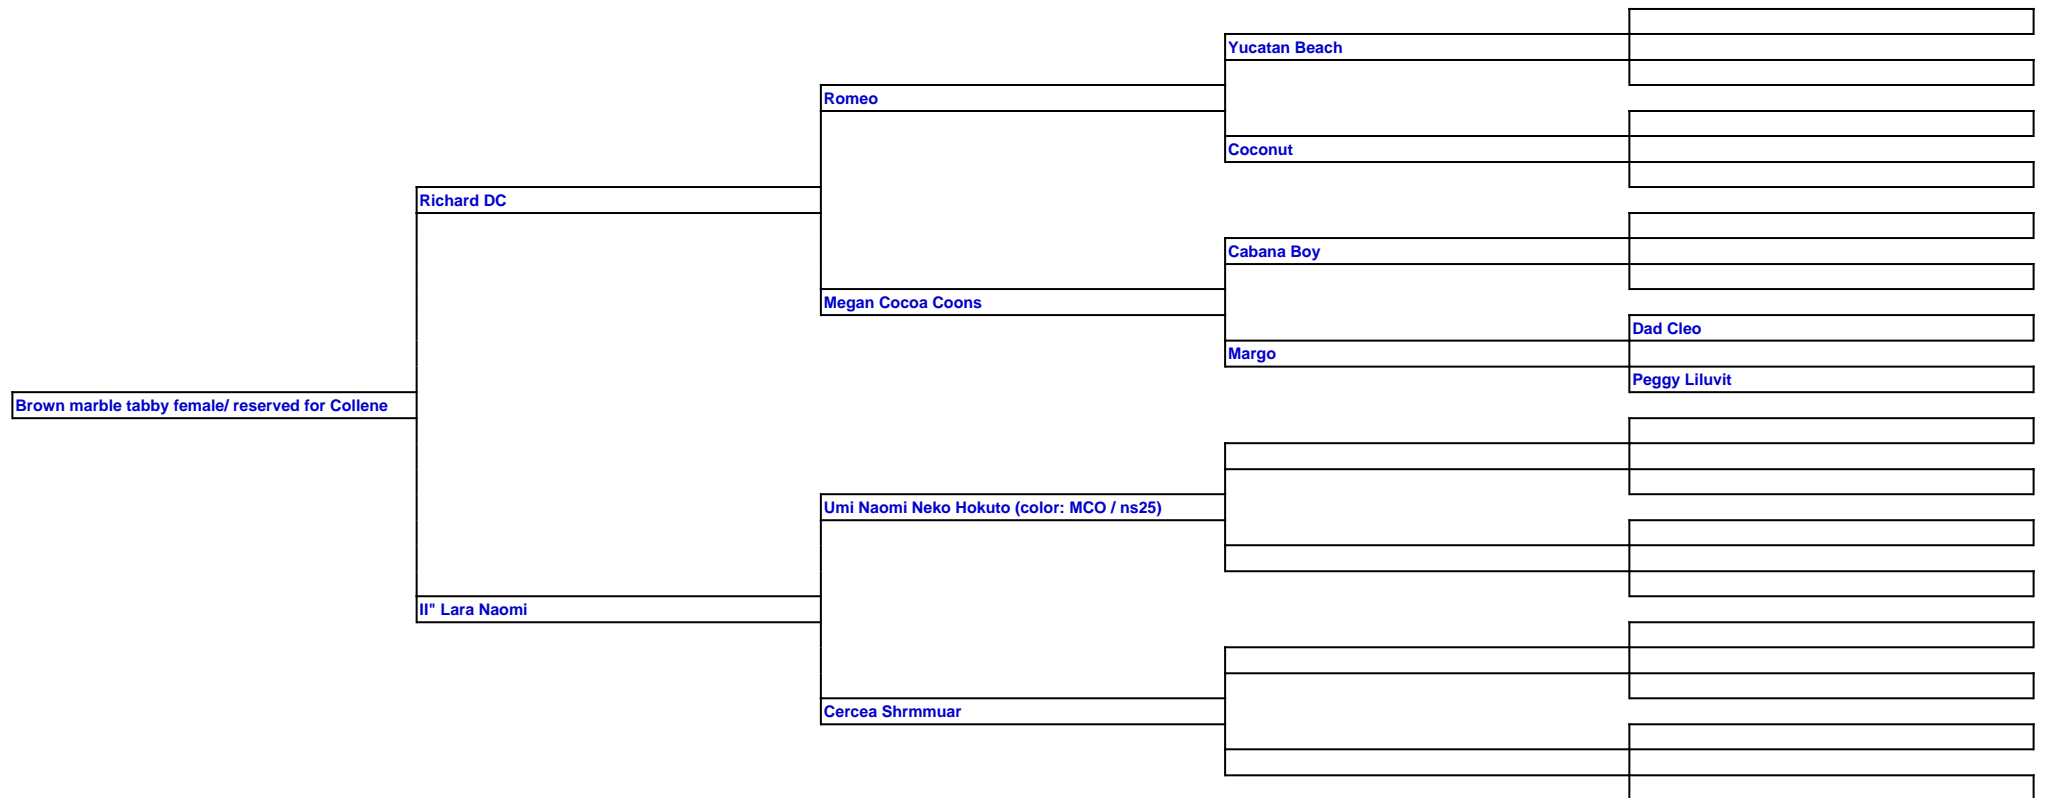 Yucatan Beach
Romeo
Coconut
Richard DC
Cabana Boy
Megan Cocoa Coons
Dad Cleo
Margo
Peggy Liluvit
Brown marble tabby female/ reserved for Collene
Umi Naomi Neko Hokuto (color: MCO / ns25)
II" Lara Naomi
Cercea Shrmmuar